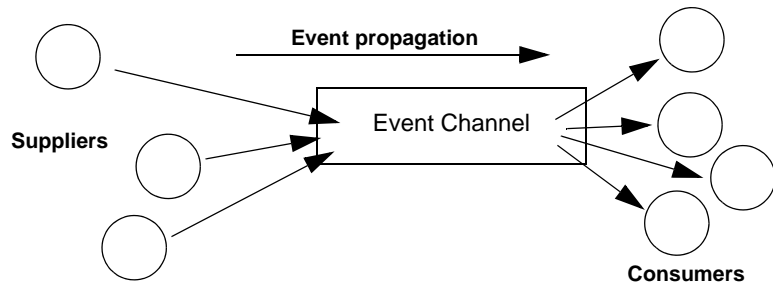 Event propagation
Event Channel
Suppliers
Consumers